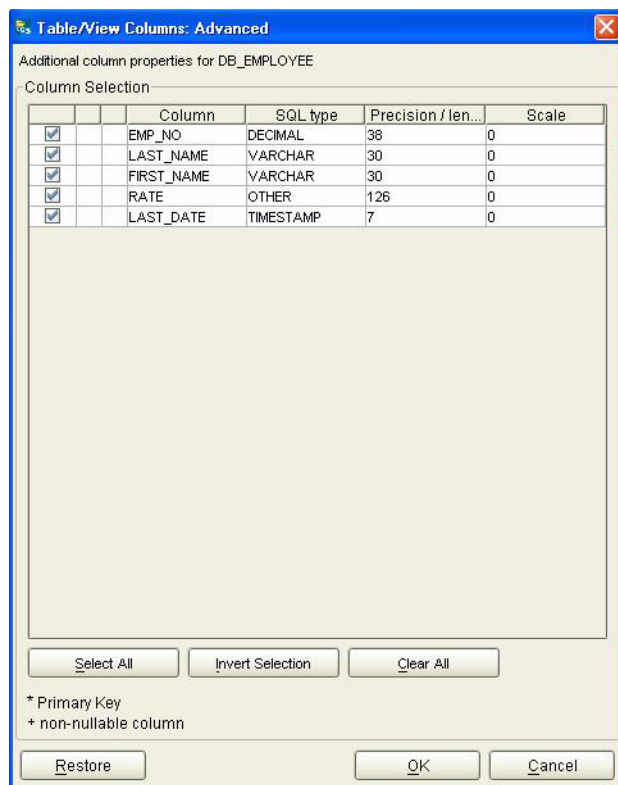 Table/View Columns: Advanced
Additional column properties for DB_EMPLOYEE
Column Selection
Column SQL type Precision / len... Scale
EMP_NO DECIMAL 38 0
LAST_NAME VARCHAR 30 0
FIRST_NAME VARCHAR 30 0
RATE OTHER 126 0
LAST_DATE TIMESTAMP 7 0
Select All Invert Selection Clear All
* Primary Key
+ non-nullable column
Restore OK Cancel